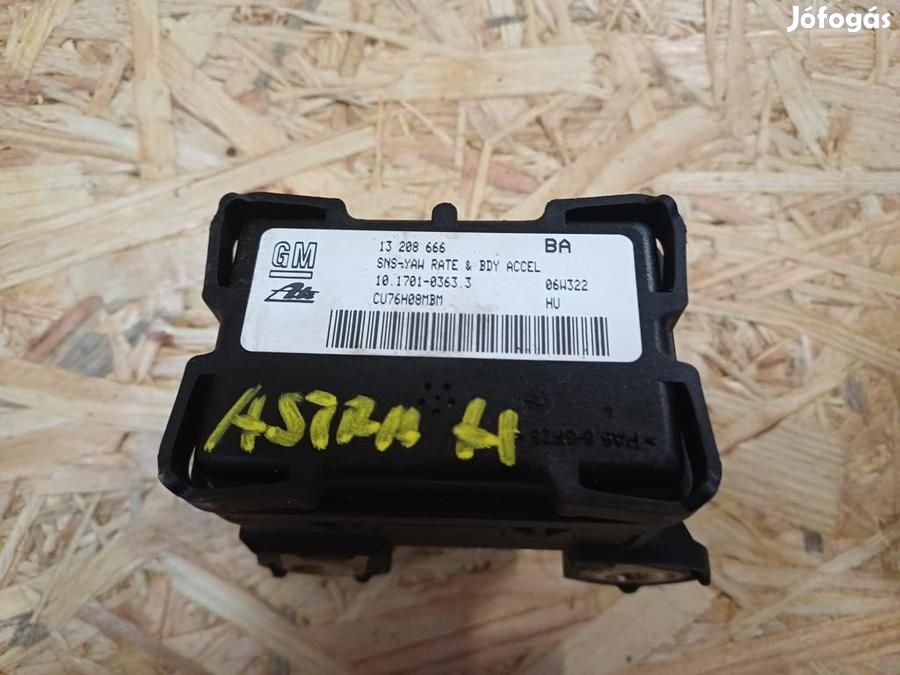 Jófogás
GM
13 208 666 BA
SNS-YAW RATE & BDY ACCEL
Ate
10.1701-0363.3 06W322
CU76H08MBM HU
ASTRA H